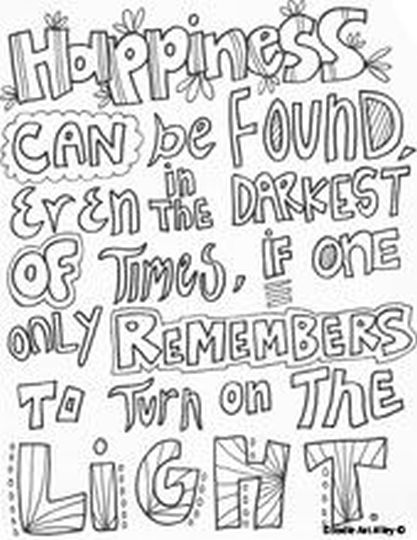 Happiness
CAN be FOUND,
EvEn in THE DARKEST
OF Times, iF ONE
ONLY REMEMBERS
TO Turn on THE
LiGHT.
Doodle Art Alley ©